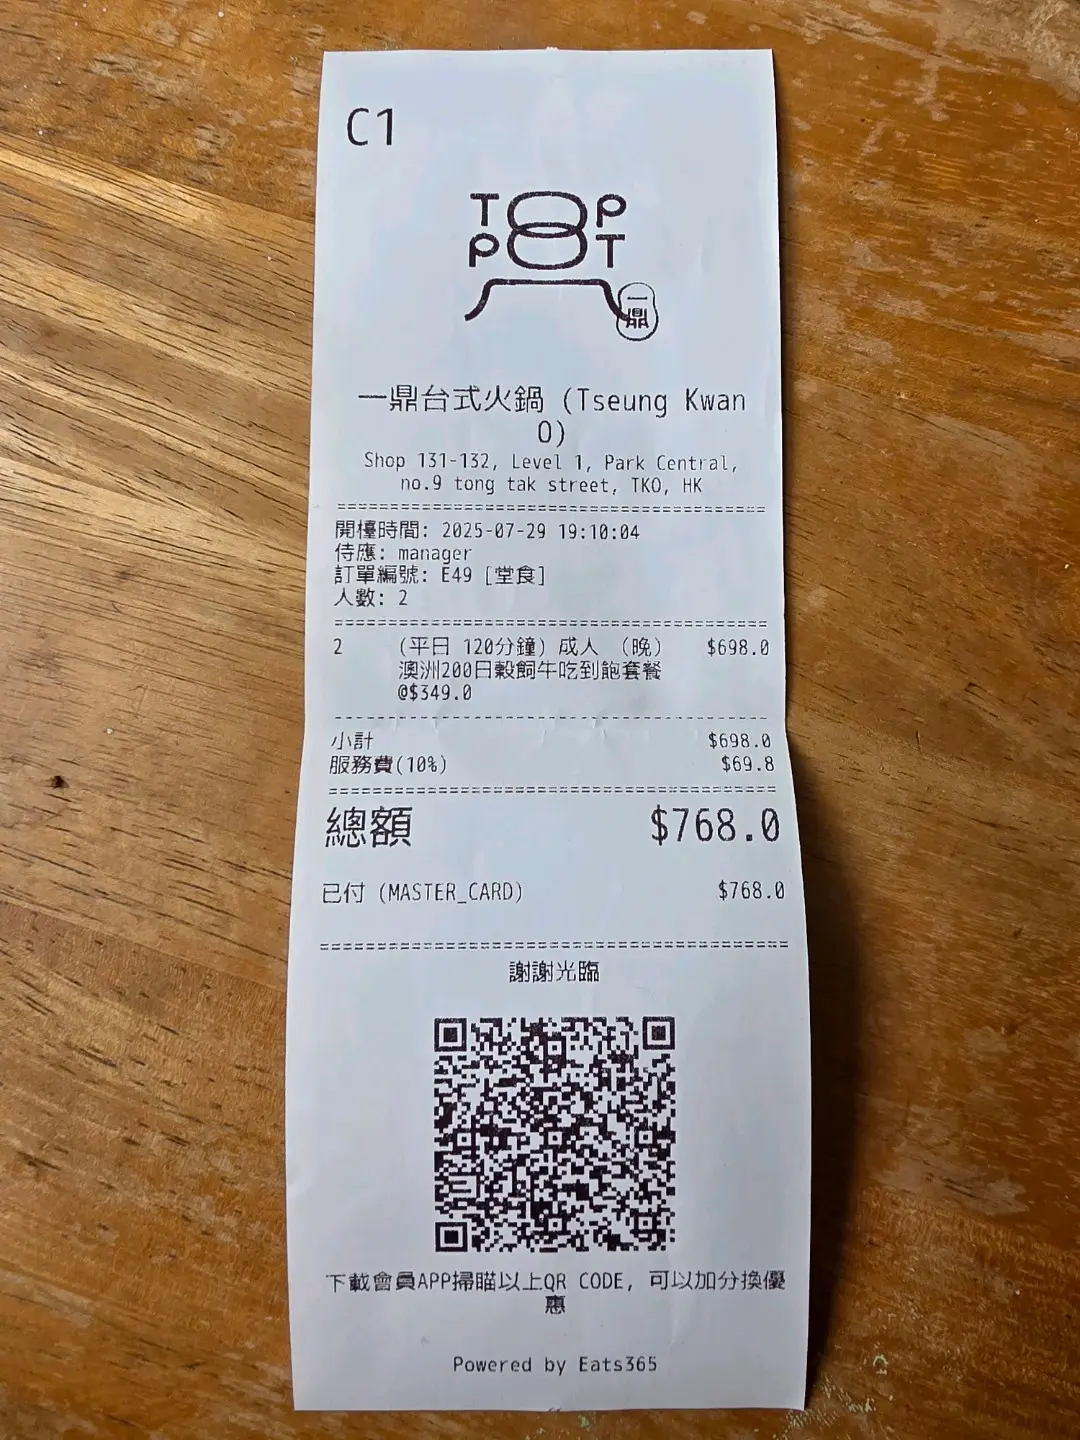 C1
TOP
POT
一鼎
一鼎台式火鍋 (Tseung Kwan
O)
Shop 131-132, Level 1, Park Central,
no.9 tong tak street, TKO, HK
開檯時間: 2025-07-29 19:10:04
侍應: manager
訂單編號: E49 [堂食]
人數: 2
2 (平日 120分鐘) 成人 (晚) $698.0
澳洲200日穀飼牛吃到飽套餐
@$349.0
小計 $698.0
服務費(10%) $69.8
總額 $768.0
已付 (MASTER_CARD) $768.0
謝謝光臨
下載會員APP掃瞄以上QR CODE, 可以加分換優
惠
Powered by Eats365